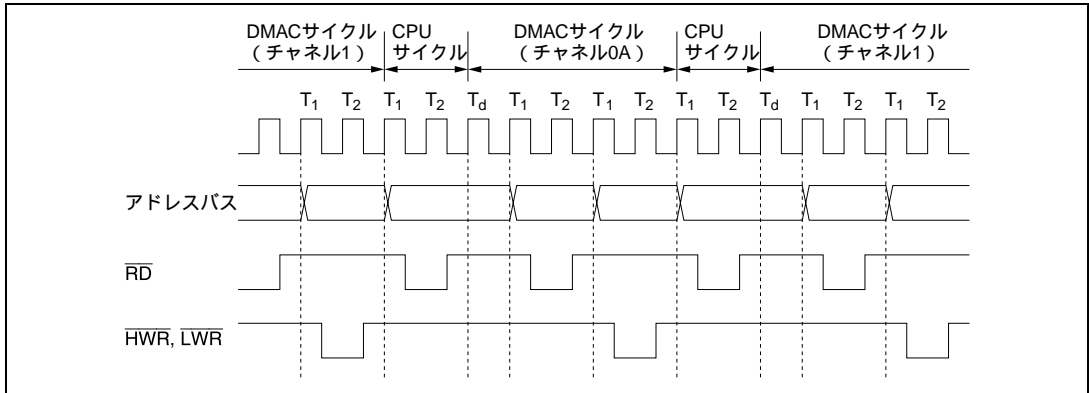 DMACサイクル CPU DMACサイクル CPU DMACサイクル
（チャネル1） サイクル （チャネル0A） サイクル （チャネル1）
T1 T2 T1 T2 Td T1 T2 T1 T2 T1 T2 Td T1 T2 T1 T2
アドレスバス
RD
HWR, LWR